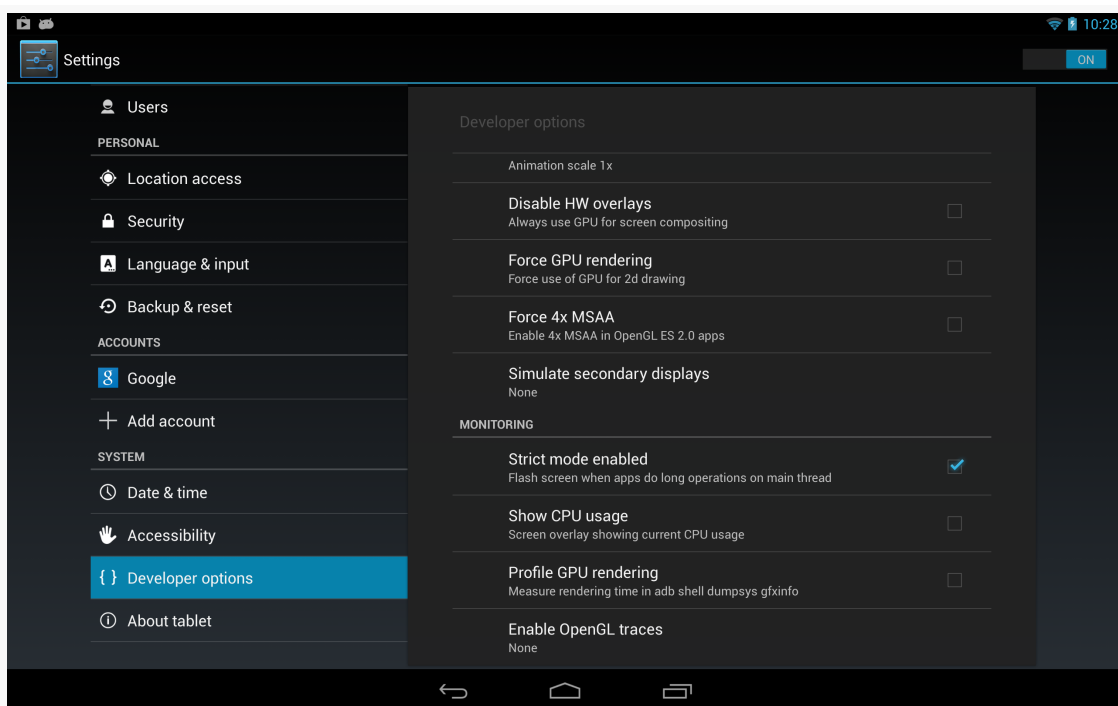 10:28
Settings
ON
Users
PERSONAL
Location access
Security
Language & input
Backup & reset
ACCOUNTS
Google
Add account
SYSTEM
Date & time
Accessibility
{ } Developer options
About tablet
Developer options
Animation scale 1x
Disable HW overlays
Always use GPU for screen compositing
Force GPU rendering
Force use of GPU for 2d drawing
Force 4x MSAA
Enable 4x MSAA in OpenGL ES 2.0 apps
Simulate secondary displays
None
MONITORING
Strict mode enabled
Flash screen when apps do long operations on main thread
Show CPU usage
Screen overlay showing current CPU usage
Profile GPU rendering
Measure rendering time in adb shell dumpsys gfxinfo
Enable OpenGL traces
None